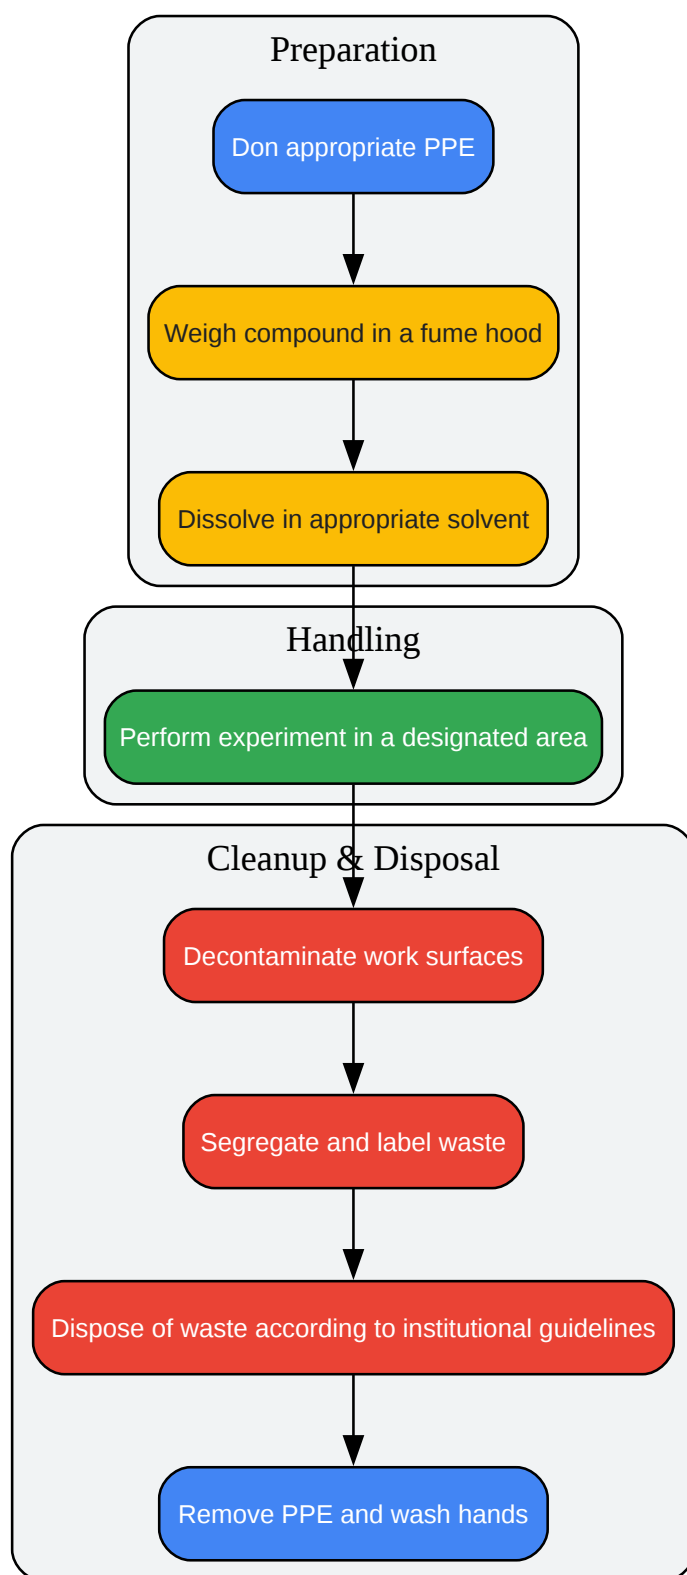 Preparation
Don appropriate PPE
Weigh compound in a fume hood
Dissolve in appropriate solvent
Handling
Perform experiment in a designated area
Cleanup & Disposal
Decontaminate work surfaces
Segregate and label waste
Dispose of waste according to institutional guidelines
Remove PPE and wash hands